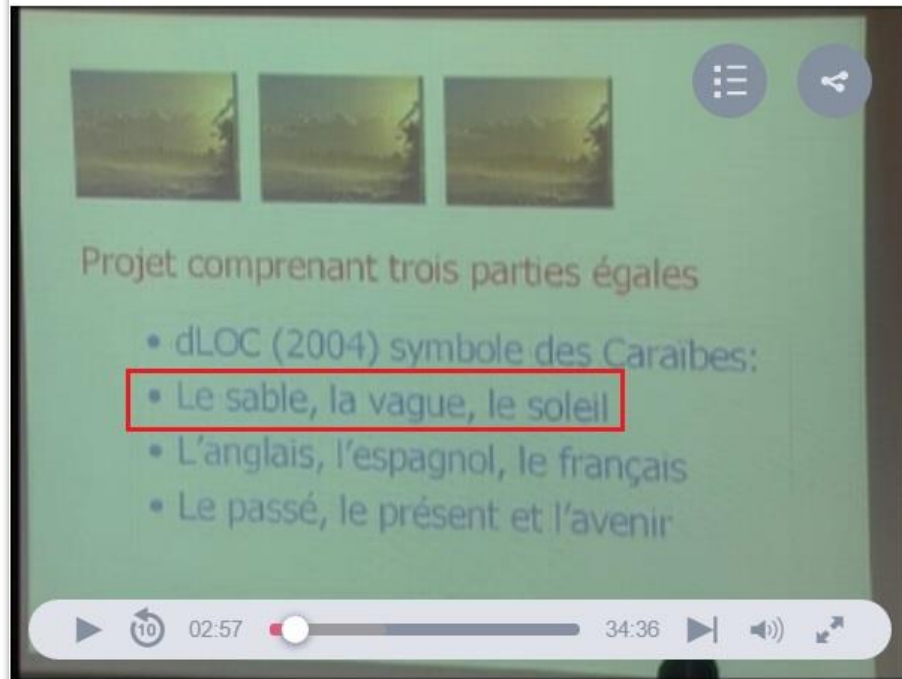 Projet comprenant trois parties égales
• dLOC (2004) symbole des Caraïbes:
• Le sable, la vague, le soleil
• L'anglais, l'espagnol, le français
• Le passé, le présent et l'avenir
10 02:57 34:36